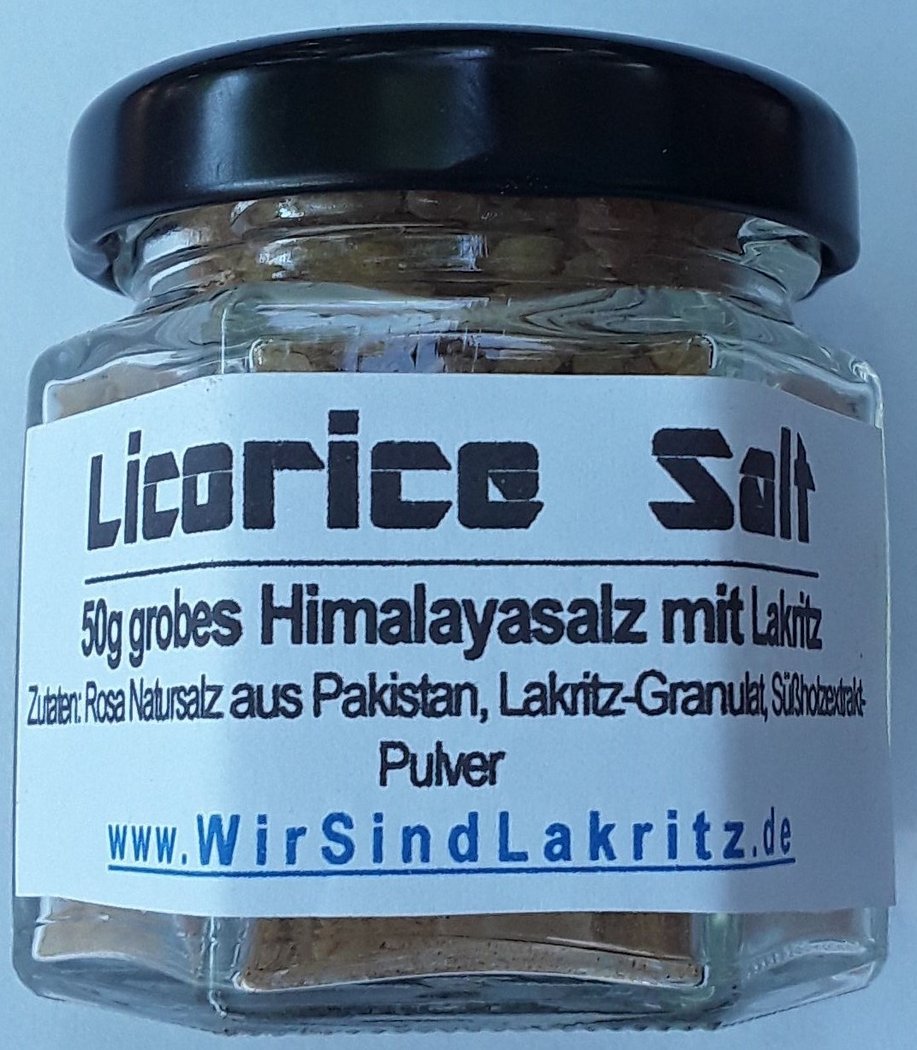 Licorice Salt
50g grobes Himalayasalz mit Lakritz
Zutaten: Rosa Natursalz aus Pakistan, Lakritz-Granulat, Süßholzextrakt-
Pulver
www.WirSindLakritz.de